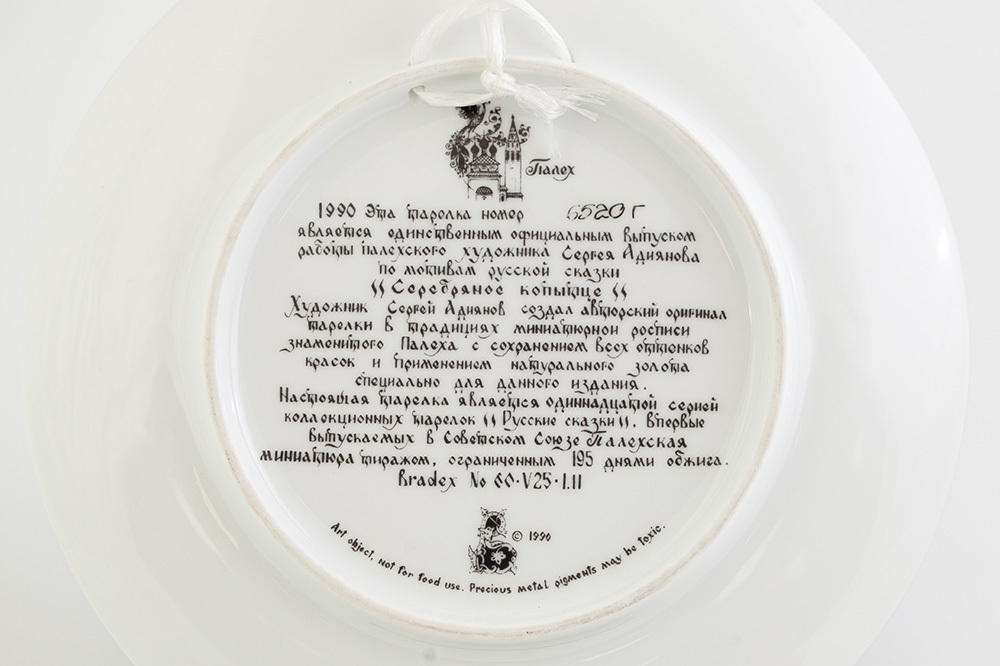 Палех
1990 Эта тарелка номер 6520 Г
является единственным официальным выпуском
работы палехского художника Сергея Адиянова
по мотивам русской сказки
"Серебряное копытце"
Художник Сергей Адиянов создал авторский оригинал
тарелки в традициях миниатюрной росписи
знаменитого Палеха с сохранением всех оттенков
красок и применением натурального золота
специально для данного издания.
Настоящая тарелка является одиннадцатой серией
коллекционных тарелок "Русские сказки". Впервые
выпускаемых в Советском Союзе Палехская
миниатюра тиражом, ограниченным 195 днями обжига.
Bradex No 60·V25·1.11
© 1990
Art object, not for food use. Precious metal pigments may be toxic.